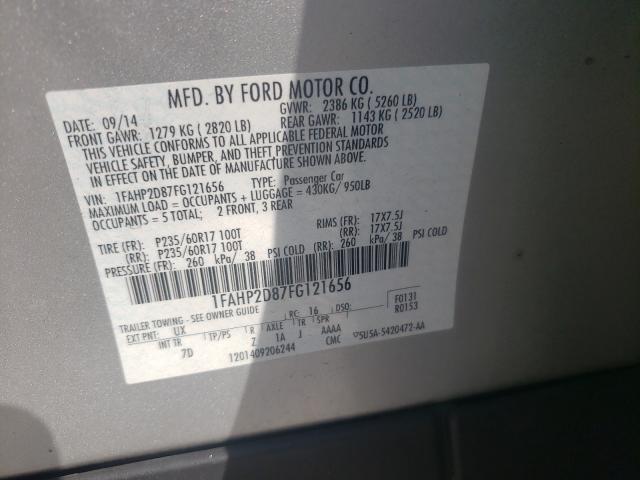 MFD. BY FORD MOTOR CO.
DATE: 09/14 GVWR: 2386 KG ( 5260 LB)
FRONT GAWR: 1279 KG ( 2820 LB) REAR GAWR: 1143 KG ( 2520 LB)
THIS VEHICLE CONFORMS TO ALL APPLICABLE FEDERAL MOTOR
VEHICLE SAFETY, BUMPER, AND THEFT PREVENTION STANDARDS
IN EFFECT ON THE DATE OF MANUFACTURE SHOWN ABOVE.
VIN: 1FAHP2D87FG121656 TYPE: Passenger Car
MAXIMUM LOAD = OCCUPANTS + LUGGAGE = 430KG/ 950LB
OCCUPANTS = 5 TOTAL; 2 FRONT, 3 REAR
TIRE (FR): P235/60R17 100T RIMS (FR): 17X7.5J
(RR): P235/60R17 100T (RR): 17X7.5J
PRESSURE (FR): 260 kPa/ 38 PSI COLD (RR): 260 kPa/ 38 PSI COLD
1FAHP2D87FG121656
TRAILER TOWING - SEE OWNER GUIDE RC: 16 DSO: F0131
EXT PNT: UX R AXLE TR SPR R0153
INT TR TP/PS Z 1A J AAAA
7D 1201409206244 CMC 5U5A-5420472-AA